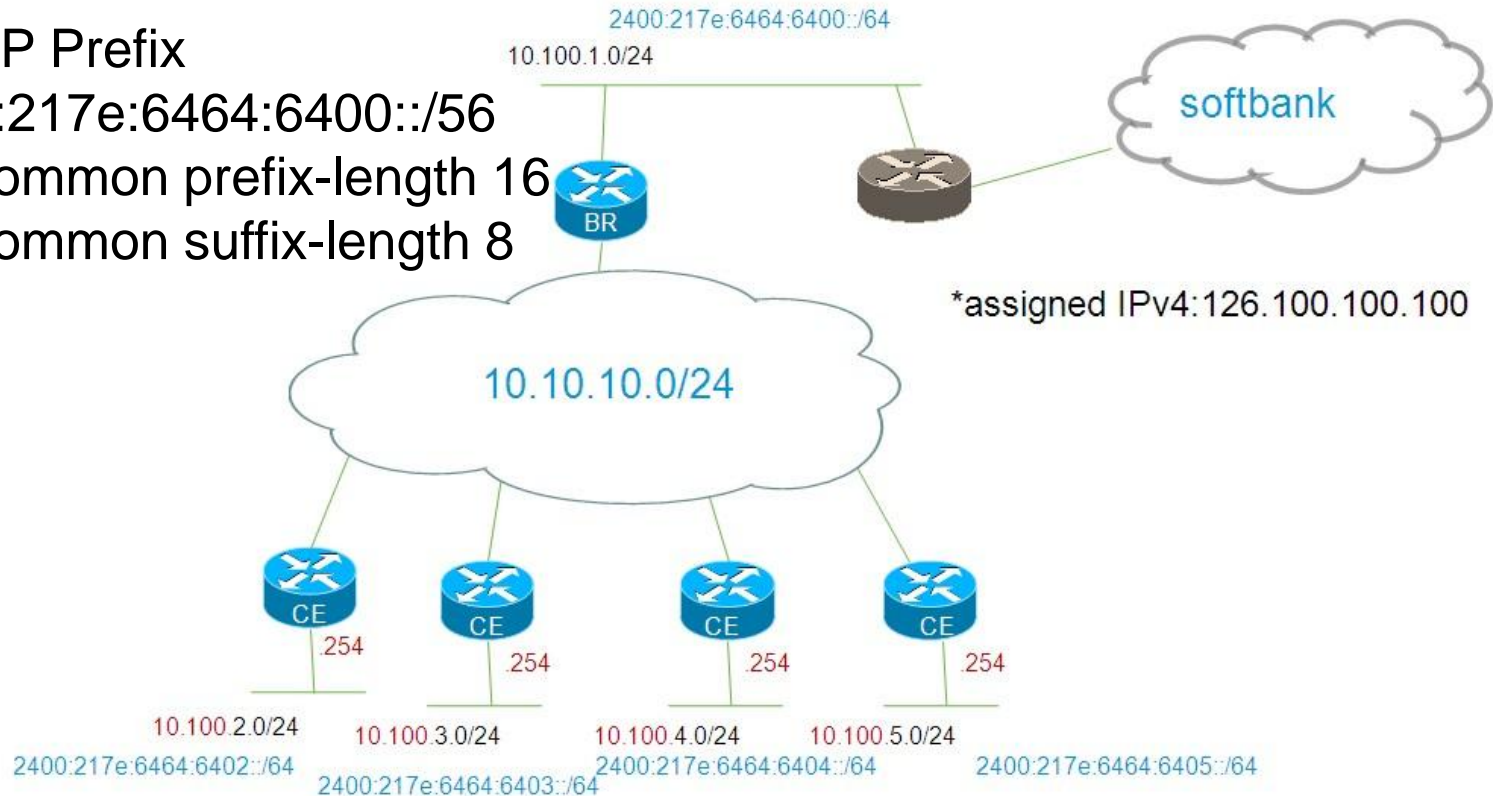 2400:217e:6464:6400::/64
P Prefix
10.100.1.0/24
:217e:6464:6400::/56
ommon prefix-length 16
ommon suffix-length 8
softbank
BR
*assigned IPv4:126.100.100.100
10.10.10.0/24
CE
CE
CE
CE
.254
.254
.254
.254
10.100.2.0/24
10.100.3.0/24
10.100.4.0/24
10.100.5.0/24
2400:217e:6464:6402::/64
2400:217e:6464:6403::/64
2400:217e:6464:6404::/64
2400:217e:6464:6405::/64